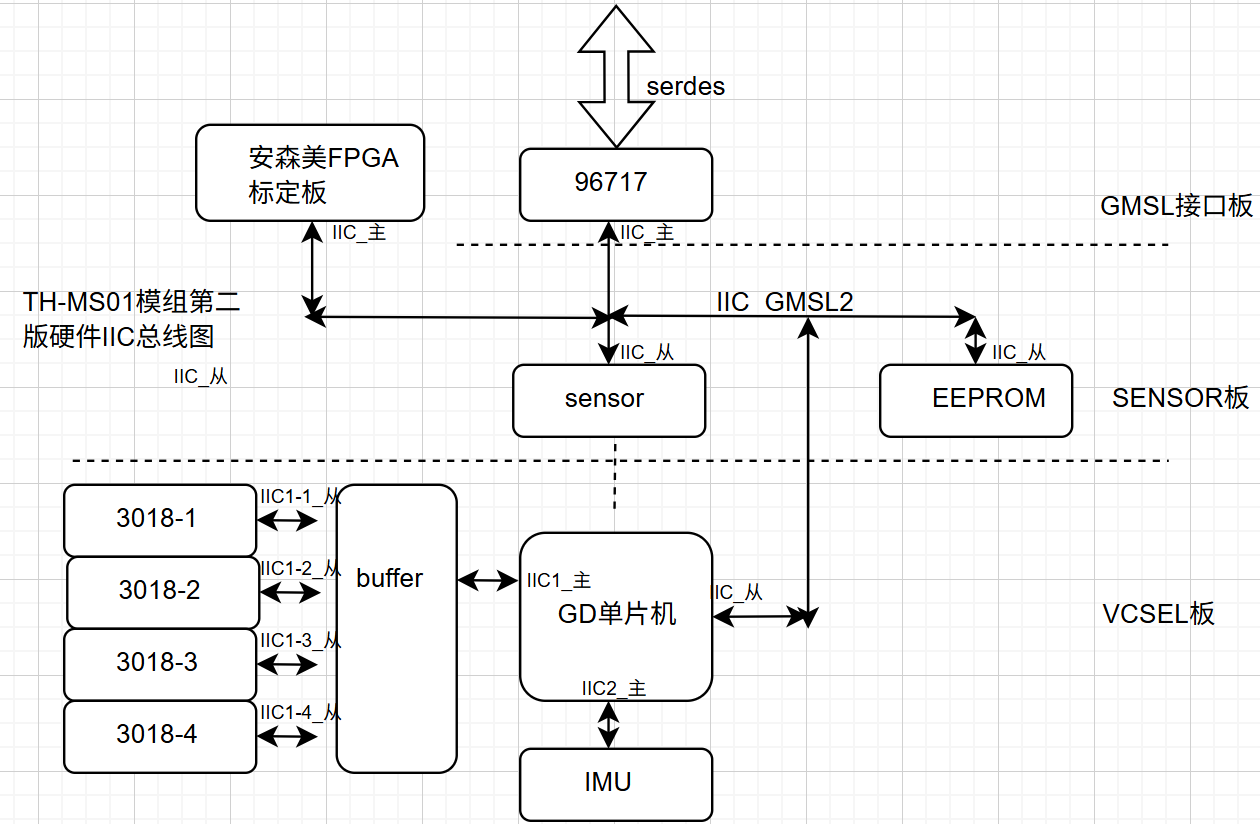 serdes
安森美FPGA
标定板
96717
GMSL接口板
IIC_主
IIC_主
TH-MS01模组第二
版硬件IIC总线图
IIC_从
IIC GMSL2
IIC_从
IIC_从
sensor
EEPROM
SENSOR板
3018-1
IIC1-1_从
3018-2
IIC1-2_从
3018-3
IIC1-3_从
3018-4
IIC1-4_从
buffer
IIC1_主
GD单片机
IIC_从
IIC2_主
VCSEL板
IMU